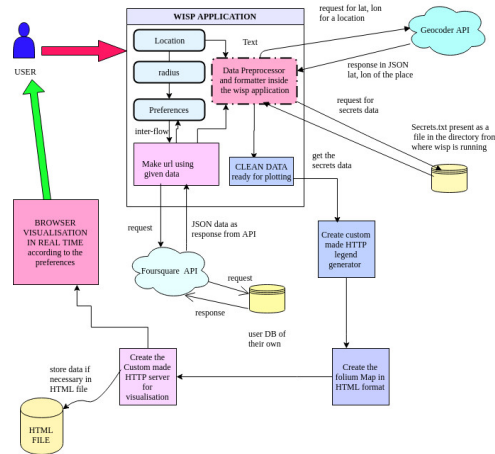 WISP APPLICATION
request for lat, lon
for a location
Location
Text
Geocoder API
USER
radius
Data Preprocessor
and formatter inside
the wisp application
response in JSON
lat, lon of the place
Preferences
request for
secrets data
Secrets.txt present as a
file in the directory from
where wisp is running
inter-flow
Make url using
given data
CLEAN DATA
ready for plotting
get the
secrets data
BROWSER
VISUALISATION
IN REAL TIME
according to the
preferences
request
JSON data as
response from API
Create custom
made HTTP
legend
generator
Foursquare API
request
response
user DB of
their own
store data if
necessary in
HTML file
Create the
Custom made
HTTP server
for
visualisation
Create the
folium Map in
HTML format
HTML
FILE